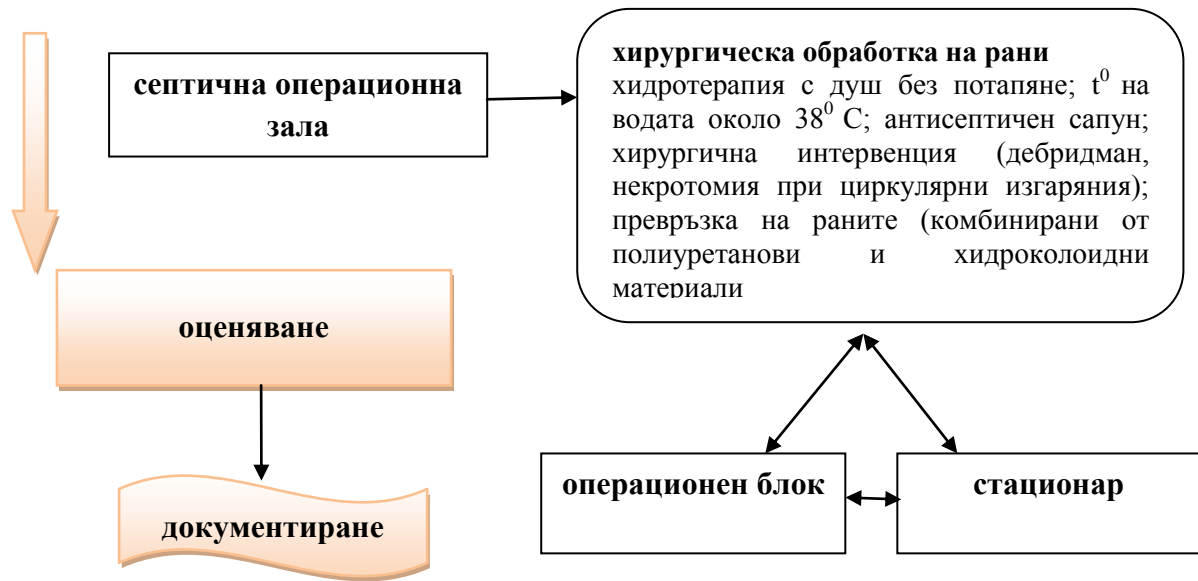 септична операционна
зала
хирургическа обработка на рани
хидротерапия с душ без потапяне; t⁰ на
водата около 38⁰ C; антисептичен сапун;
хирургична интервенция (дебридман,
некротомия при циркулярни изгаряния);
превръзка на раните (комбинирани от
полиуретанови и хидроколоидни
материали
оценяване
операционен блок
стационар
документиране